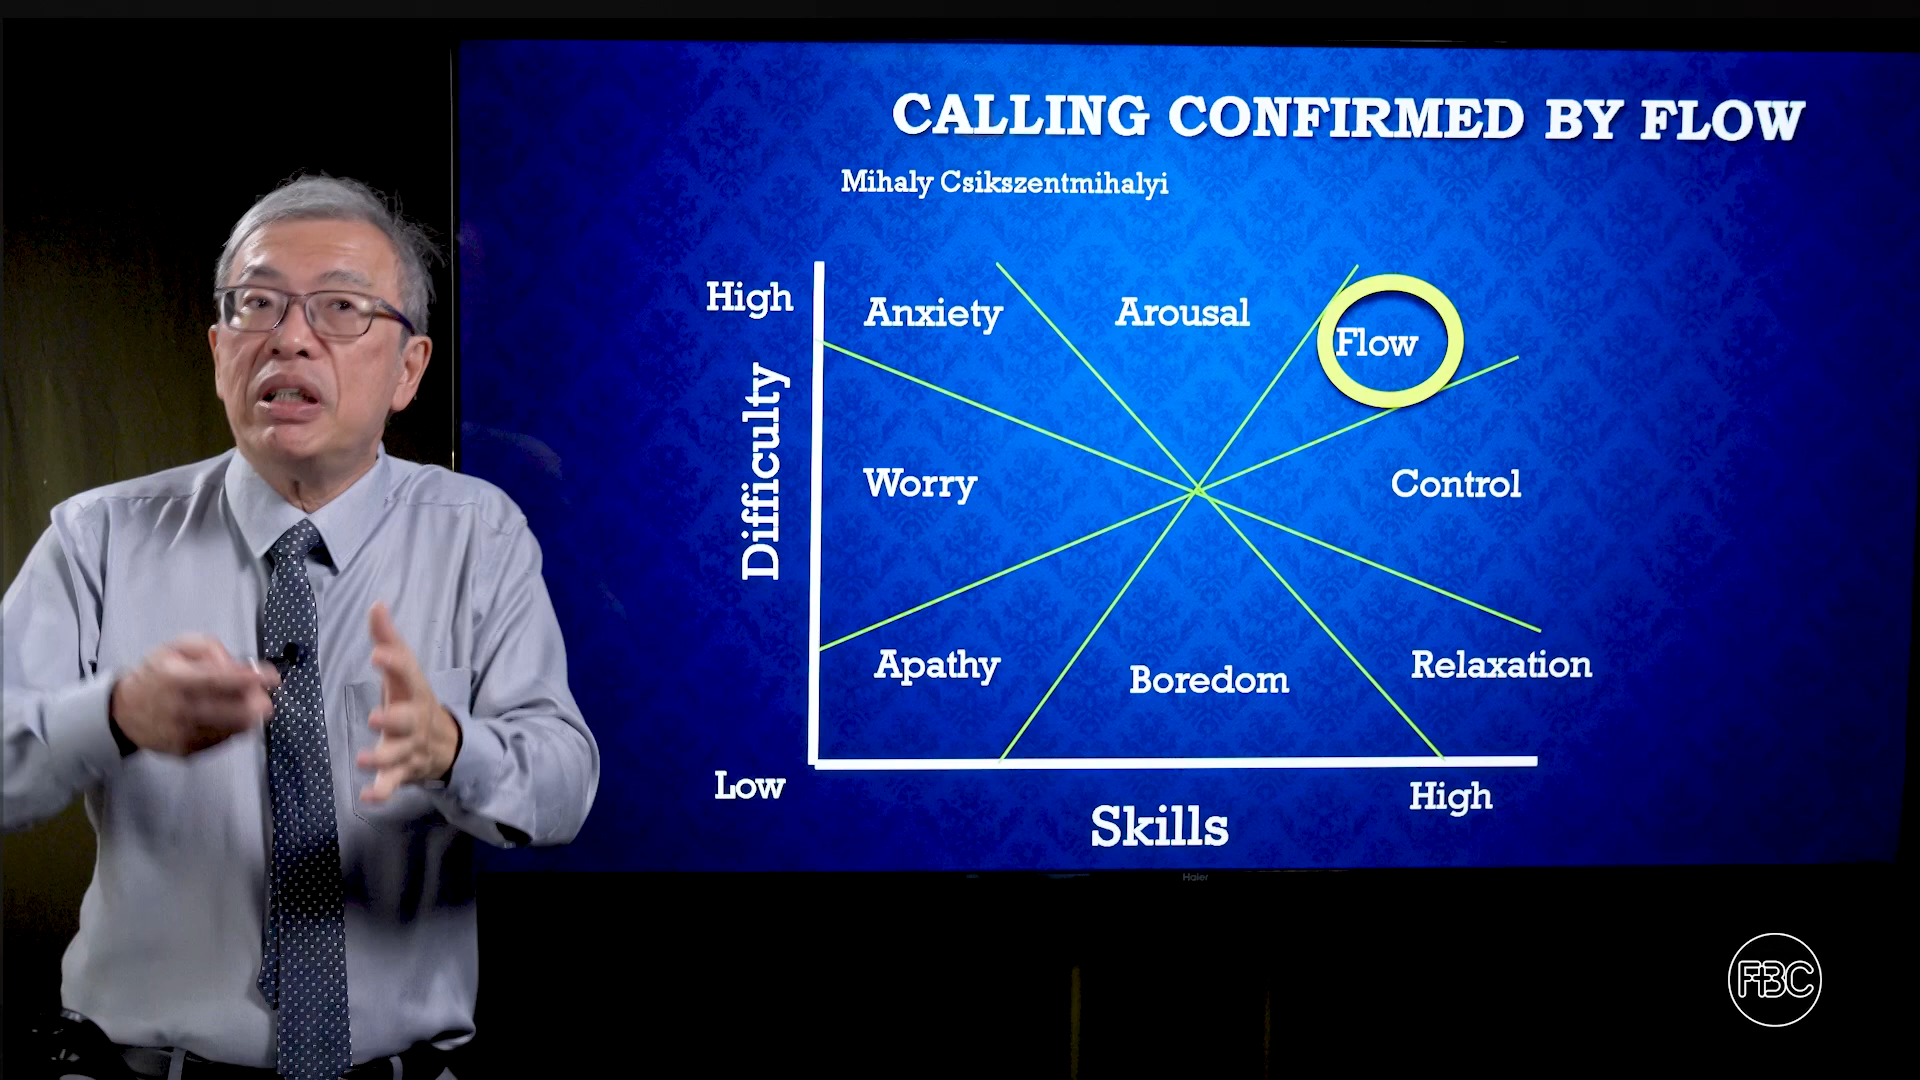 CALLING CONFIRMED BY FLOW
Mihaly Csikszentmihalyi
High
Anxiety
Arousal
Flow
Difficulty
Worry
Control
Apathy
Boredom
Relaxation
Low
High
Skills
Haier
FBC